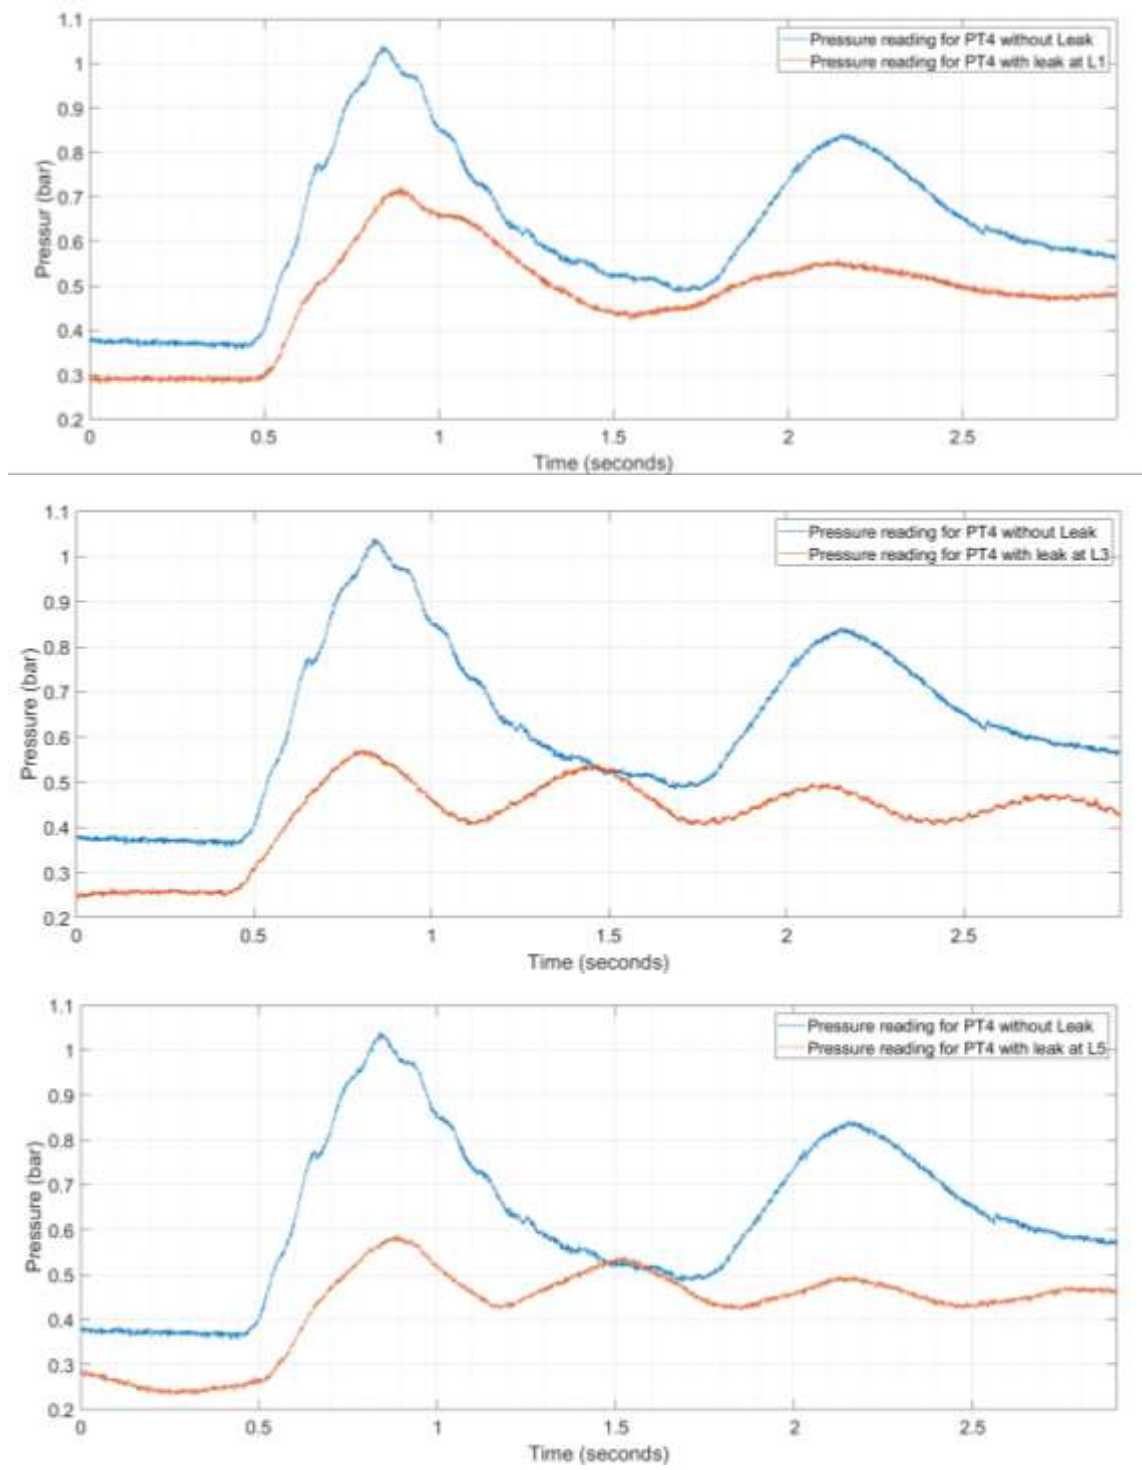 1.1
Pressure reading for PT4 without Leak
Pressure reading for PT4 with leak at L1
1
0.9
0.8
0.7
0.6
0.5
0.4
0.3
0.2
Pressur (bar)
0 0.5 1 1.5 2 2.5
Time (seconds)
1.1
Pressure reading for PT4 without Leak
Pressure reading for PT4 with leak at L3
1
0.9
0.8
0.7
0.6
0.5
0.4
0.3
0.2
Pressure (bar)
0 0.5 1 1.5 2 2.5
Time (seconds)
1.1
Pressure reading for PT4 without Leak
Pressure reading for PT4 with leak at L5
1
0.9
0.8
0.7
0.6
0.5
0.4
0.3
0.2
Pressure (bar)
0 0.5 1 1.5 2 2.5
Time (seconds)